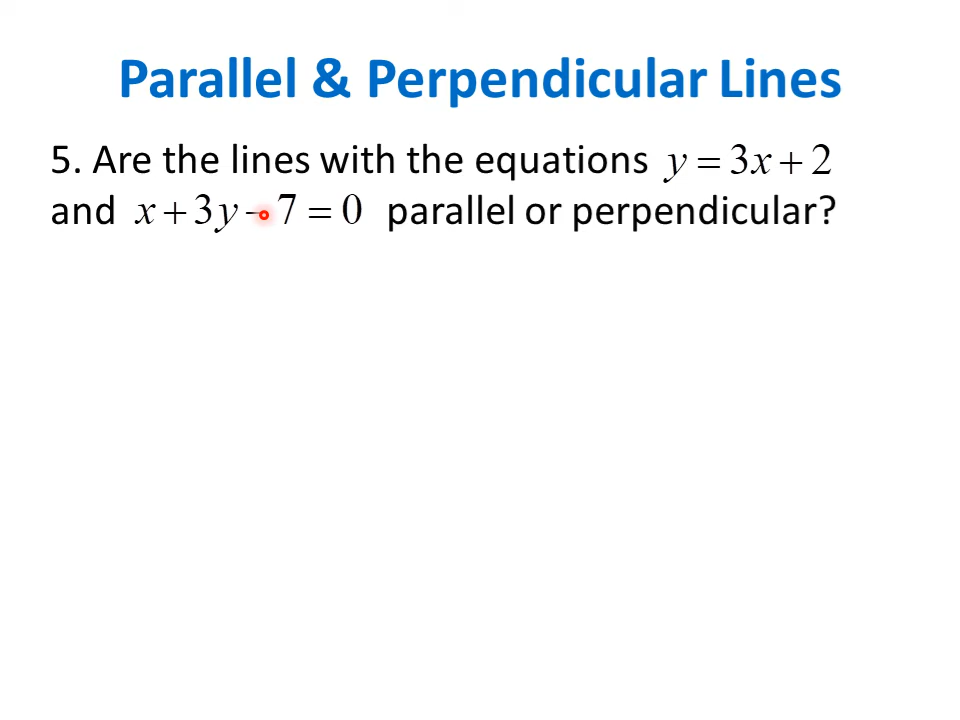 Parallel & Perpendicular Lines
5. Are the lines with the equations y = 3x + 2
and x + 3y − 7 = 0 parallel or perpendicular?